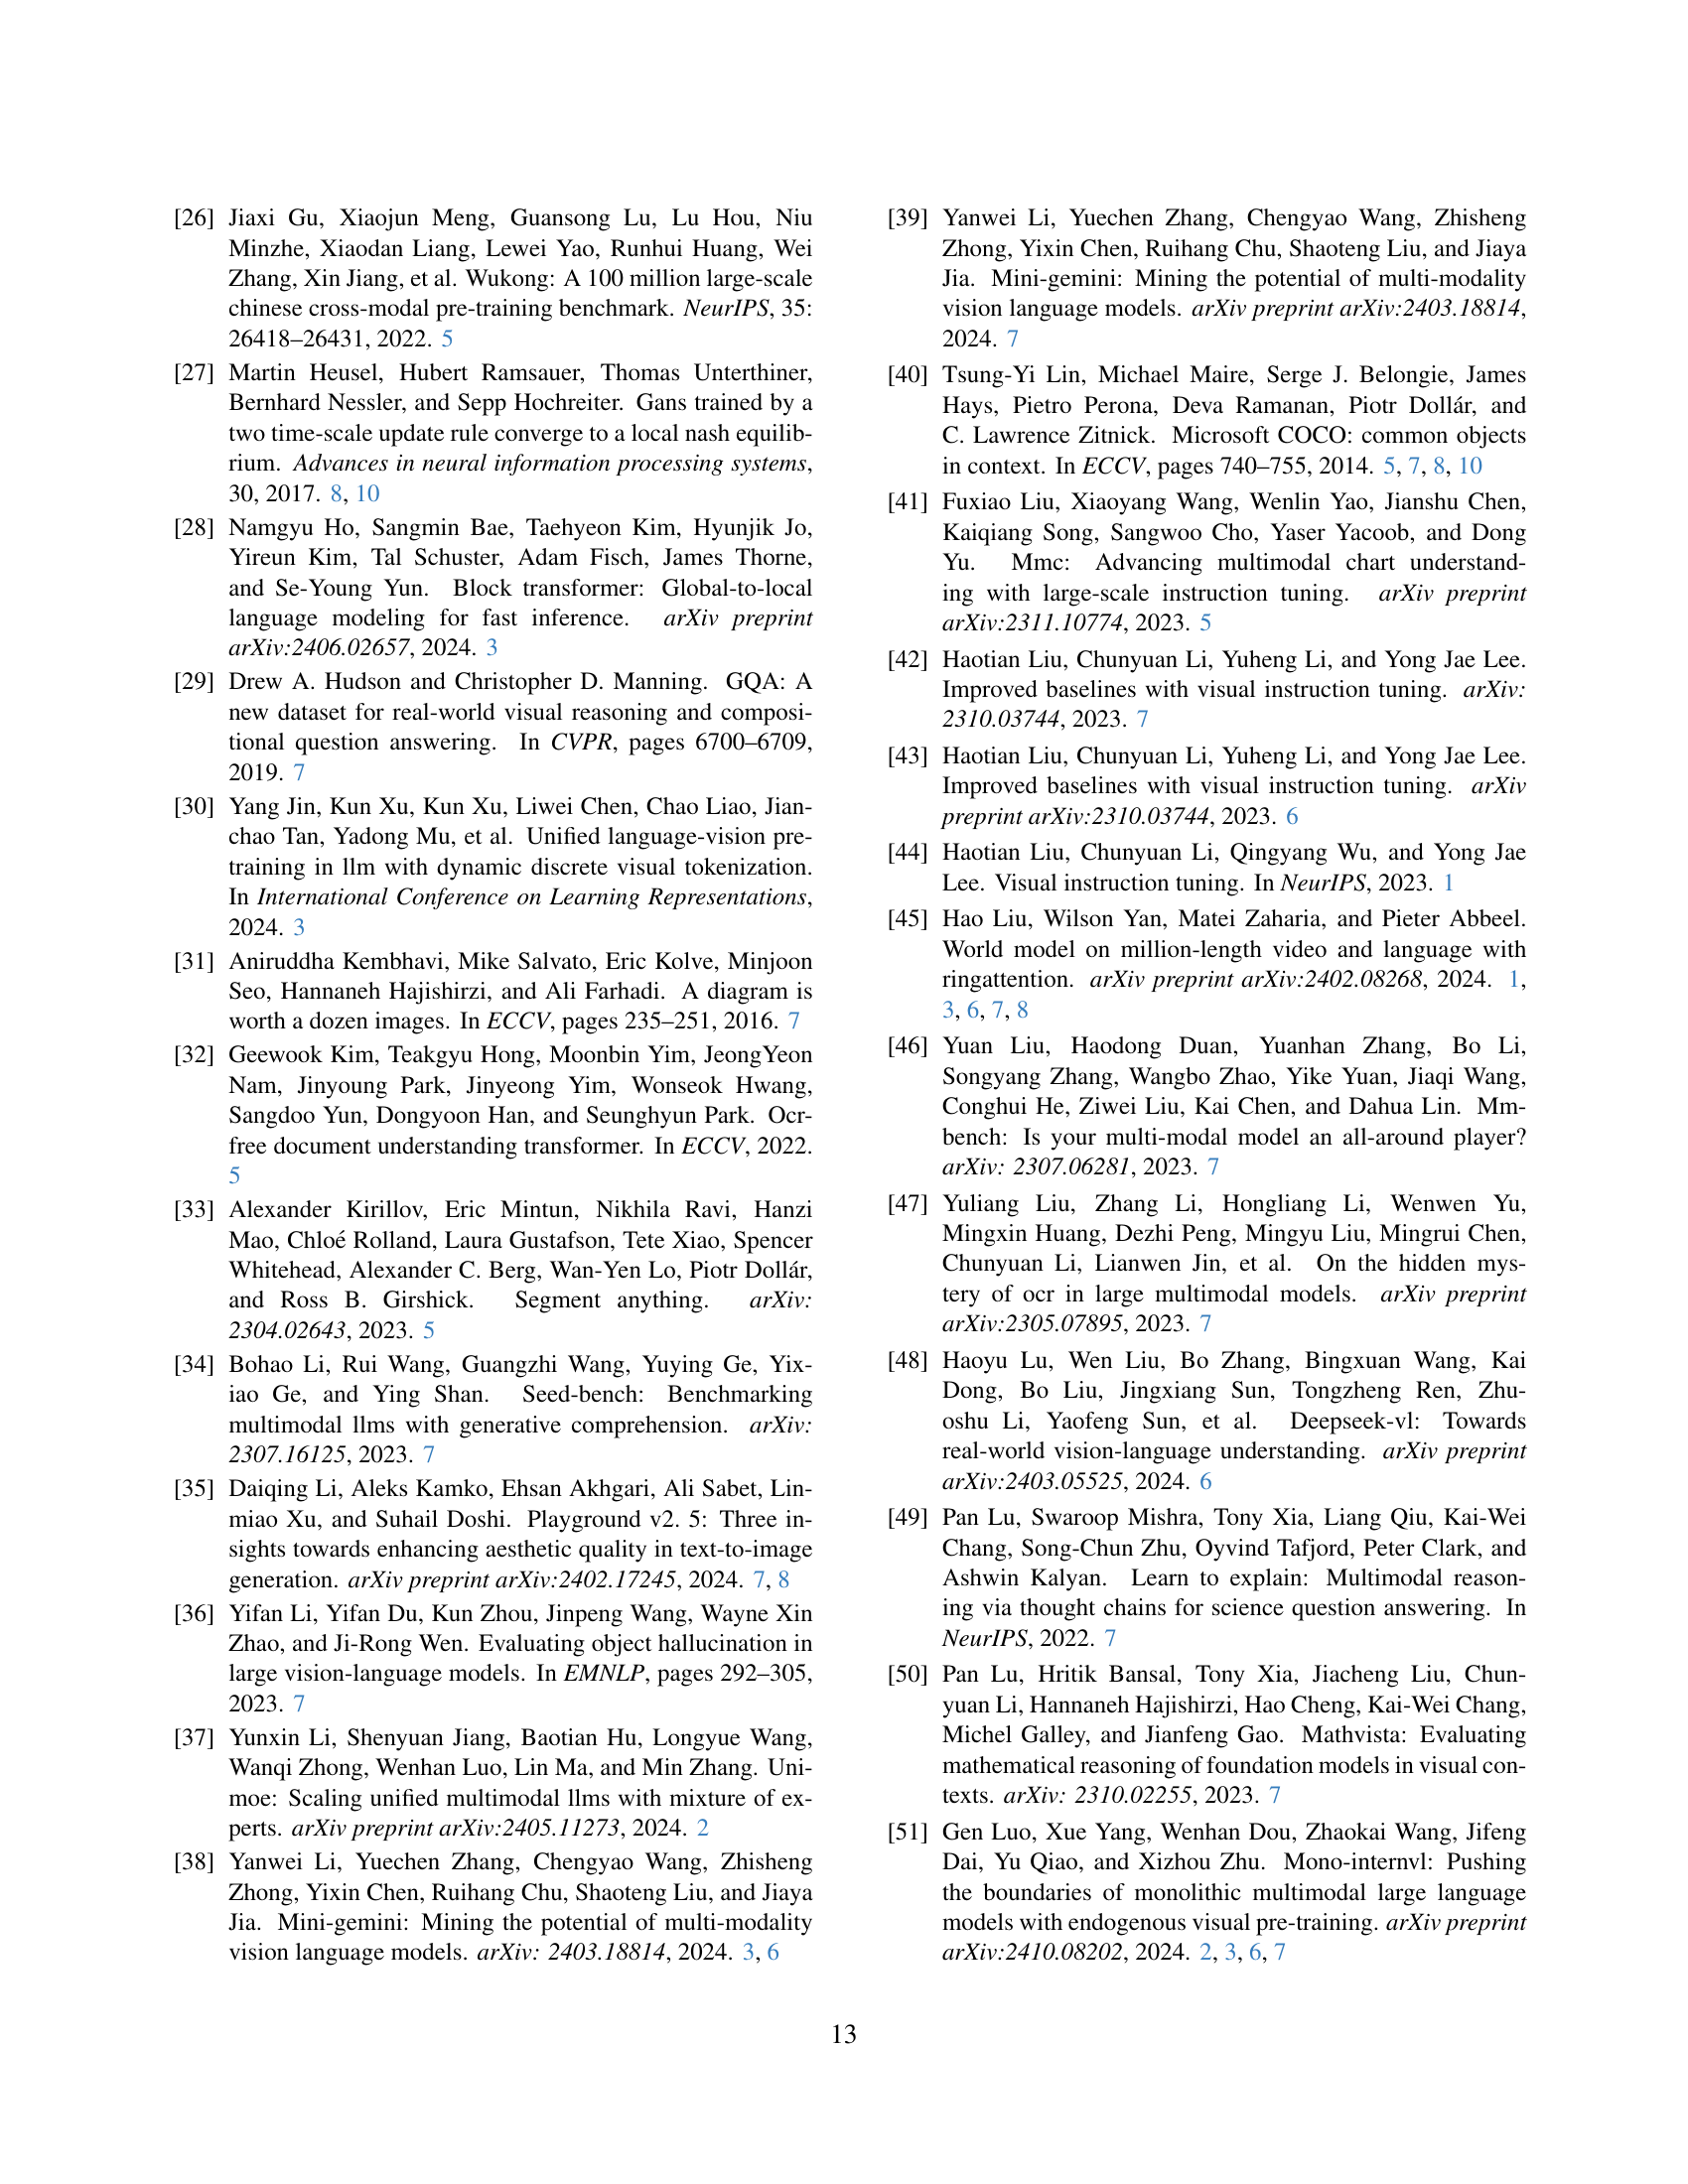 [26] Jiaxi Gu, Xiaojun Meng, Guansong Lu, Lu Hou, Niu
Minzhe, Xiaodan Liang, Lewei Yao, Runhui Huang, Wei
Zhang, Xin Jiang, et al. Wukong: A 100 million large-scale
chinese cross-modal pre-training benchmark. NeurIPS, 35:
26418–26431, 2022. 5
[27] Martin Heusel, Hubert Ramsauer, Thomas Unterthiner,
Bernhard Nessler, and Sepp Hochreiter. Gans trained by a
two time-scale update rule converge to a local nash equilib-
rium. Advances in neural information processing systems,
30, 2017. 8, 10
[28] Namgyu Ho, Sangmin Bae, Taehyeon Kim, Hyunjik Jo,
Yireun Kim, Tal Schuster, Adam Fisch, James Thorne,
and Se-Young Yun. Block transformer: Global-to-local
language modeling for fast inference. arXiv preprint
arXiv:2406.02657, 2024. 3
[29] Drew A. Hudson and Christopher D. Manning. GQA: A
new dataset for real-world visual reasoning and composi-
tional question answering. In CVPR, pages 6700–6709,
2019. 7
[30] Yang Jin, Kun Xu, Kun Xu, Liwei Chen, Chao Liao, Jian-
chao Tan, Yadong Mu, et al. Unified language-vision pre-
training in llm with dynamic discrete visual tokenization.
In International Conference on Learning Representations,
2024. 3
[31] Aniruddha Kembhavi, Mike Salvato, Eric Kolve, Minjoon
Seo, Hannaneh Hajishirzi, and Ali Farhadi. A diagram is
worth a dozen images. In ECCV, pages 235–251, 2016. 7
[32] Geewook Kim, Teakgyu Hong, Moonbin Yim, JeongYeon
Nam, Jinyoung Park, Jinyeong Yim, Wonseok Hwang,
Sangdoo Yun, Dongyoon Han, and Seunghyun Park. Ocr-
free document understanding transformer. In ECCV, 2022.
5
[33] Alexander Kirillov, Eric Mintun, Nikhila Ravi, Hanzi
Mao, Chloé Rolland, Laura Gustafson, Tete Xiao, Spencer
Whitehead, Alexander C. Berg, Wan-Yen Lo, Piotr Dollár,
and Ross B. Girshick. Segment anything. arXiv:
2304.02643, 2023. 5
[34] Bohao Li, Rui Wang, Guangzhi Wang, Yuying Ge, Yix-
iao Ge, and Ying Shan. Seed-bench: Benchmarking
multimodal llms with generative comprehension. arXiv:
2307.16125, 2023. 7
[35] Daiqing Li, Aleks Kamko, Ehsan Akhgari, Ali Sabet, Lin-
miao Xu, and Suhail Doshi. Playground v2. 5: Three in-
sights towards enhancing aesthetic quality in text-to-image
generation. arXiv preprint arXiv:2402.17245, 2024. 7, 8
[36] Yifan Li, Yifan Du, Kun Zhou, Jinpeng Wang, Wayne Xin
Zhao, and Ji-Rong Wen. Evaluating object hallucination in
large vision-language models. In EMNLP, pages 292–305,
2023. 7
[37] Yunxin Li, Shenyuan Jiang, Baotian Hu, Longyue Wang,
Wanqi Zhong, Wenhan Luo, Lin Ma, and Min Zhang. Uni-
moe: Scaling unified multimodal llms with mixture of ex-
perts. arXiv preprint arXiv:2405.11273, 2024. 2
[38] Yanwei Li, Yuechen Zhang, Chengyao Wang, Zhisheng
Zhong, Yixin Chen, Ruihang Chu, Shaoteng Liu, and Jiaya
Jia. Mini-gemini: Mining the potential of multi-modality
vision language models. arXiv: 2403.18814, 2024. 3, 6
[39] Yanwei Li, Yuechen Zhang, Chengyao Wang, Zhisheng
Zhong, Yixin Chen, Ruihang Chu, Shaoteng Liu, and Jiaya
Jia. Mini-gemini: Mining the potential of multi-modality
vision language models. arXiv preprint arXiv:2403.18814,
2024. 7
[40] Tsung-Yi Lin, Michael Maire, Serge J. Belongie, James
Hays, Pietro Perona, Deva Ramanan, Piotr Dollár, and
C. Lawrence Zitnick. Microsoft COCO: common objects
in context. In ECCV, pages 740–755, 2014. 5, 7, 8, 10
[41] Fuxiao Liu, Xiaoyang Wang, Wenlin Yao, Jianshu Chen,
Kaiqiang Song, Sangwoo Cho, Yaser Yacoob, and Dong
Yu. Mmc: Advancing multimodal chart understand-
ing with large-scale instruction tuning. arXiv preprint
arXiv:2311.10774, 2023. 5
[42] Haotian Liu, Chunyuan Li, Yuheng Li, and Yong Jae Lee.
Improved baselines with visual instruction tuning. arXiv:
2310.03744, 2023. 7
[43] Haotian Liu, Chunyuan Li, Yuheng Li, and Yong Jae Lee.
Improved baselines with visual instruction tuning. arXiv
preprint arXiv:2310.03744, 2023. 6
[44] Haotian Liu, Chunyuan Li, Qingyang Wu, and Yong Jae
Lee. Visual instruction tuning. In NeurIPS, 2023. 1
[45] Hao Liu, Wilson Yan, Matei Zaharia, and Pieter Abbeel.
World model on million-length video and language with
ringattention. arXiv preprint arXiv:2402.08268, 2024. 1,
3, 6, 7, 8
[46] Yuan Liu, Haodong Duan, Yuanhan Zhang, Bo Li,
Songyang Zhang, Wangbo Zhao, Yike Yuan, Jiaqi Wang,
Conghui He, Ziwei Liu, Kai Chen, and Dahua Lin. Mm-
bench: Is your multi-modal model an all-around player?
arXiv: 2307.06281, 2023. 7
[47] Yuliang Liu, Zhang Li, Hongliang Li, Wenwen Yu,
Mingxin Huang, Dezhi Peng, Mingyu Liu, Mingrui Chen,
Chunyuan Li, Lianwen Jin, et al. On the hidden mys-
tery of ocr in large multimodal models. arXiv preprint
arXiv:2305.07895, 2023. 7
[48] Haoyu Lu, Wen Liu, Bo Zhang, Bingxuan Wang, Kai
Dong, Bo Liu, Jingxiang Sun, Tongzheng Ren, Zhu-
oshu Li, Yaofeng Sun, et al. Deepseek-vl: Towards
real-world vision-language understanding. arXiv preprint
arXiv:2403.05525, 2024. 6
[49] Pan Lu, Swaroop Mishra, Tony Xia, Liang Qiu, Kai-Wei
Chang, Song-Chun Zhu, Oyvind Tafjord, Peter Clark, and
Ashwin Kalyan. Learn to explain: Multimodal reason-
ing via thought chains for science question answering. In
NeurIPS, 2022. 7
[50] Pan Lu, Hritik Bansal, Tony Xia, Jiacheng Liu, Chun-
yuan Li, Hannaneh Hajishirzi, Hao Cheng, Kai-Wei Chang,
Michel Galley, and Jianfeng Gao. Mathvista: Evaluating
mathematical reasoning of foundation models in visual con-
texts. arXiv: 2310.02255, 2023. 7
[51] Gen Luo, Xue Yang, Wenhan Dou, Zhaokai Wang, Jifeng
Dai, Yu Qiao, and Xizhou Zhu. Mono-internvl: Pushing
the boundaries of monolithic multimodal large language
models with endogenous visual pre-training. arXiv preprint
arXiv:2410.08202, 2024. 2, 3, 6, 7
13